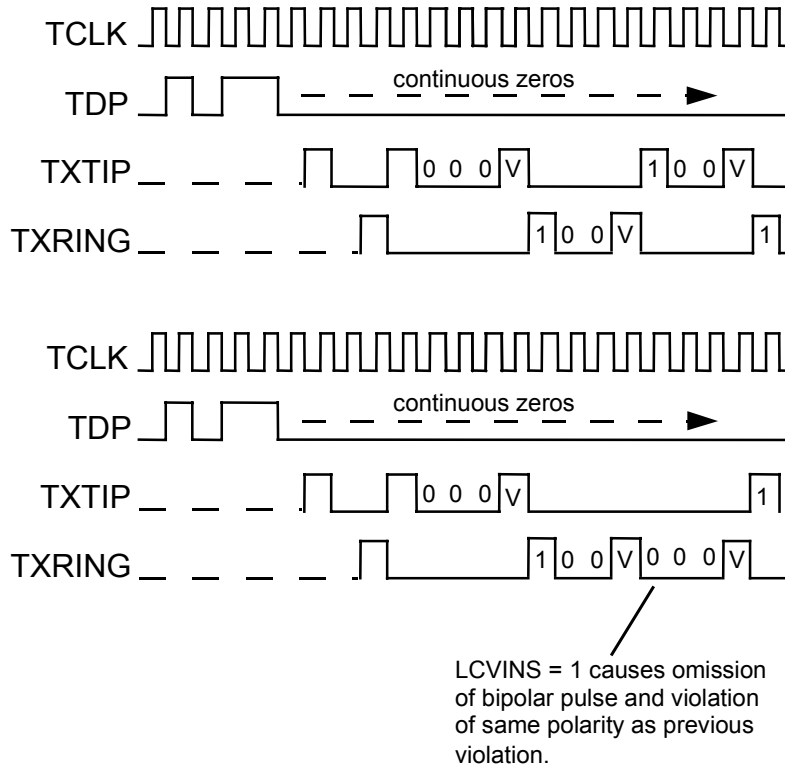 TCLK
TDP continuous zeros
TXTIP 0 0 0 V 1 0 0 V
TXRING 1 0 0 V 1
TCLK
TDP continuous zeros
TXTIP 0 0 0 V 1
TXRING 1 0 0 V 0 0 0 V
LCVINS = 1 causes omission
of bipolar pulse and violation
of same polarity as previous
violation.